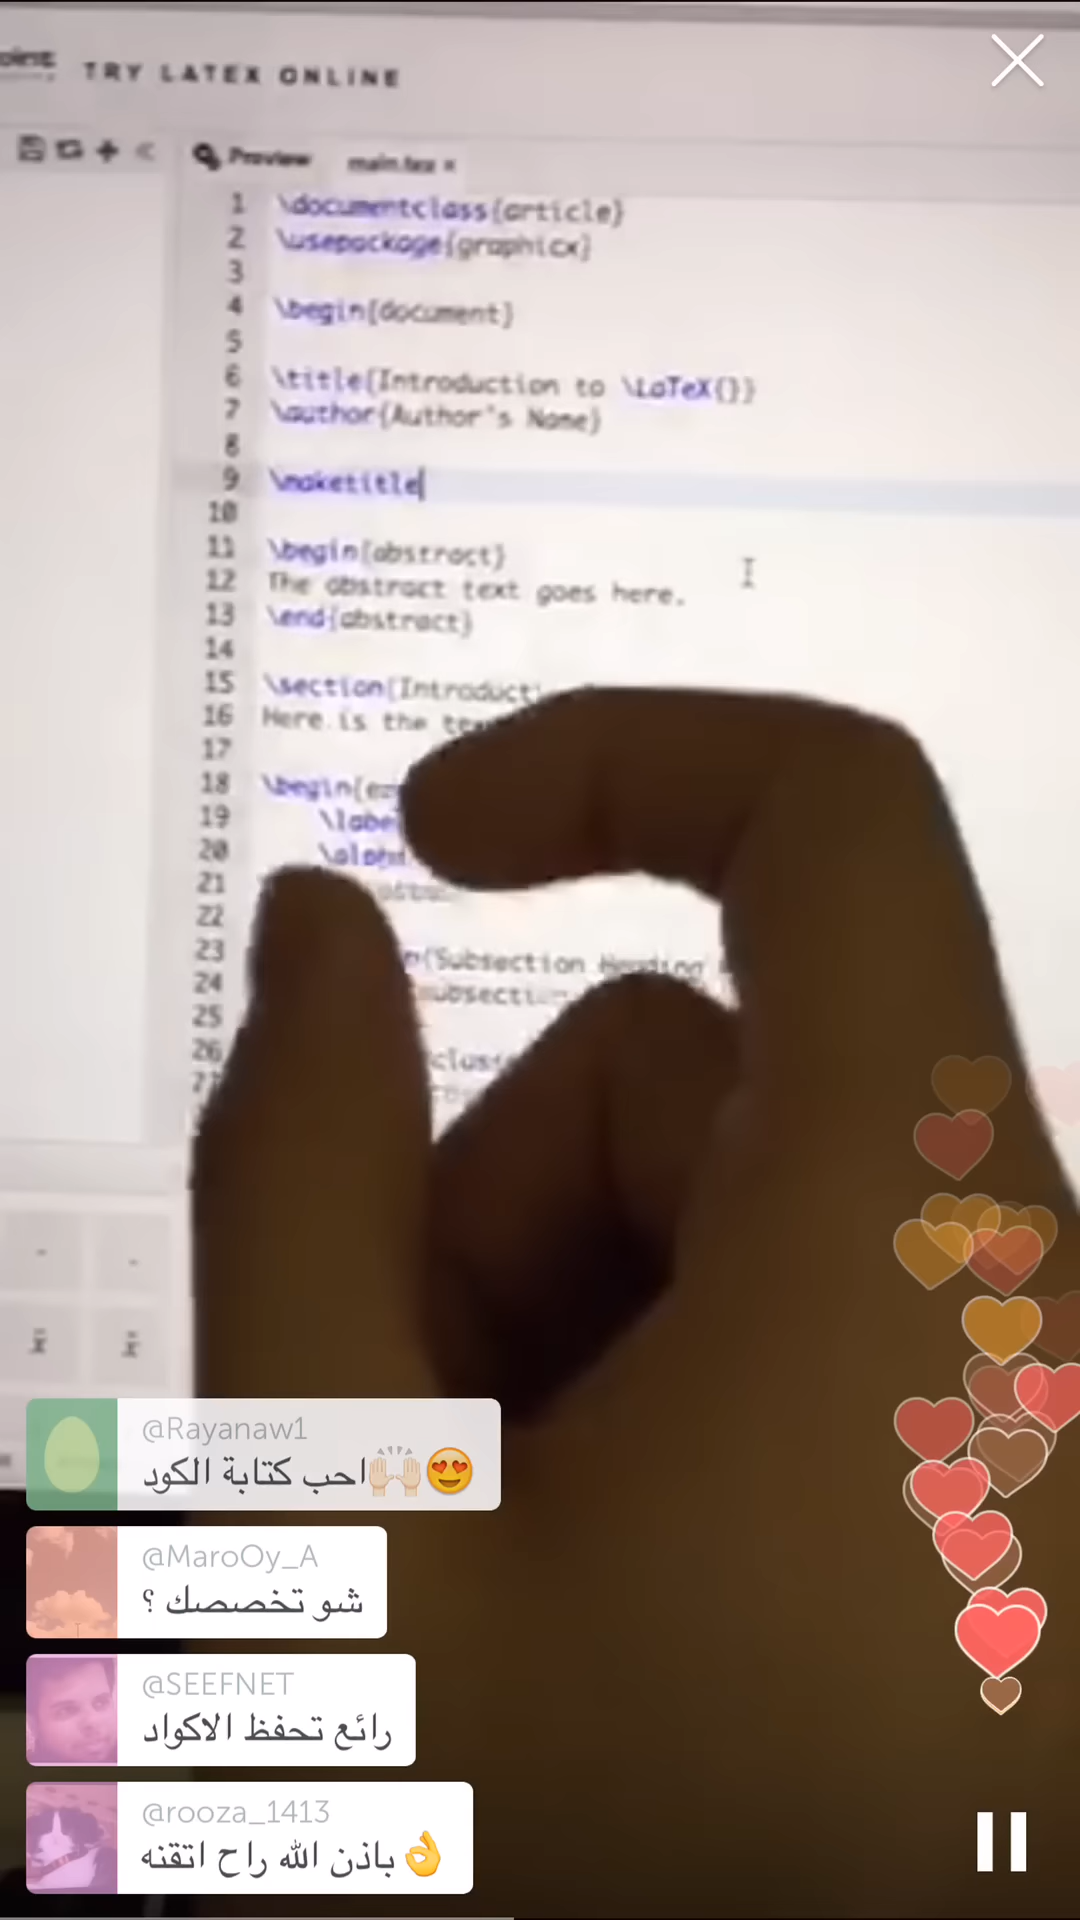 TRY LATEX ONLINE
Preview main.tex ×
1 \documentclass{article}
2 \usepackage{graphicx}
3
4 \begin{document}
5
6 \title{Introduction to \LaTeX{}}
7 \author{Author's Name}
8
9 \maketitle
10
11 \begin{abstract}
12 The abstract text goes here.
13 \end{abstract}
14
15 \section{Introduct
16 Here is the
17
18 \begin{
19 \labe
20 \alph
21
22
23 {Subsection Heading
24 subsecti
25
26
@Rayanaw1
احب كتابة الكود🙌🏻😍
@MaroOy_A
شو تخصصك ؟
@SEEFNET
رائع تحفظ الاكواد
@rooza_1413
باذن الله راح اتقنه👌